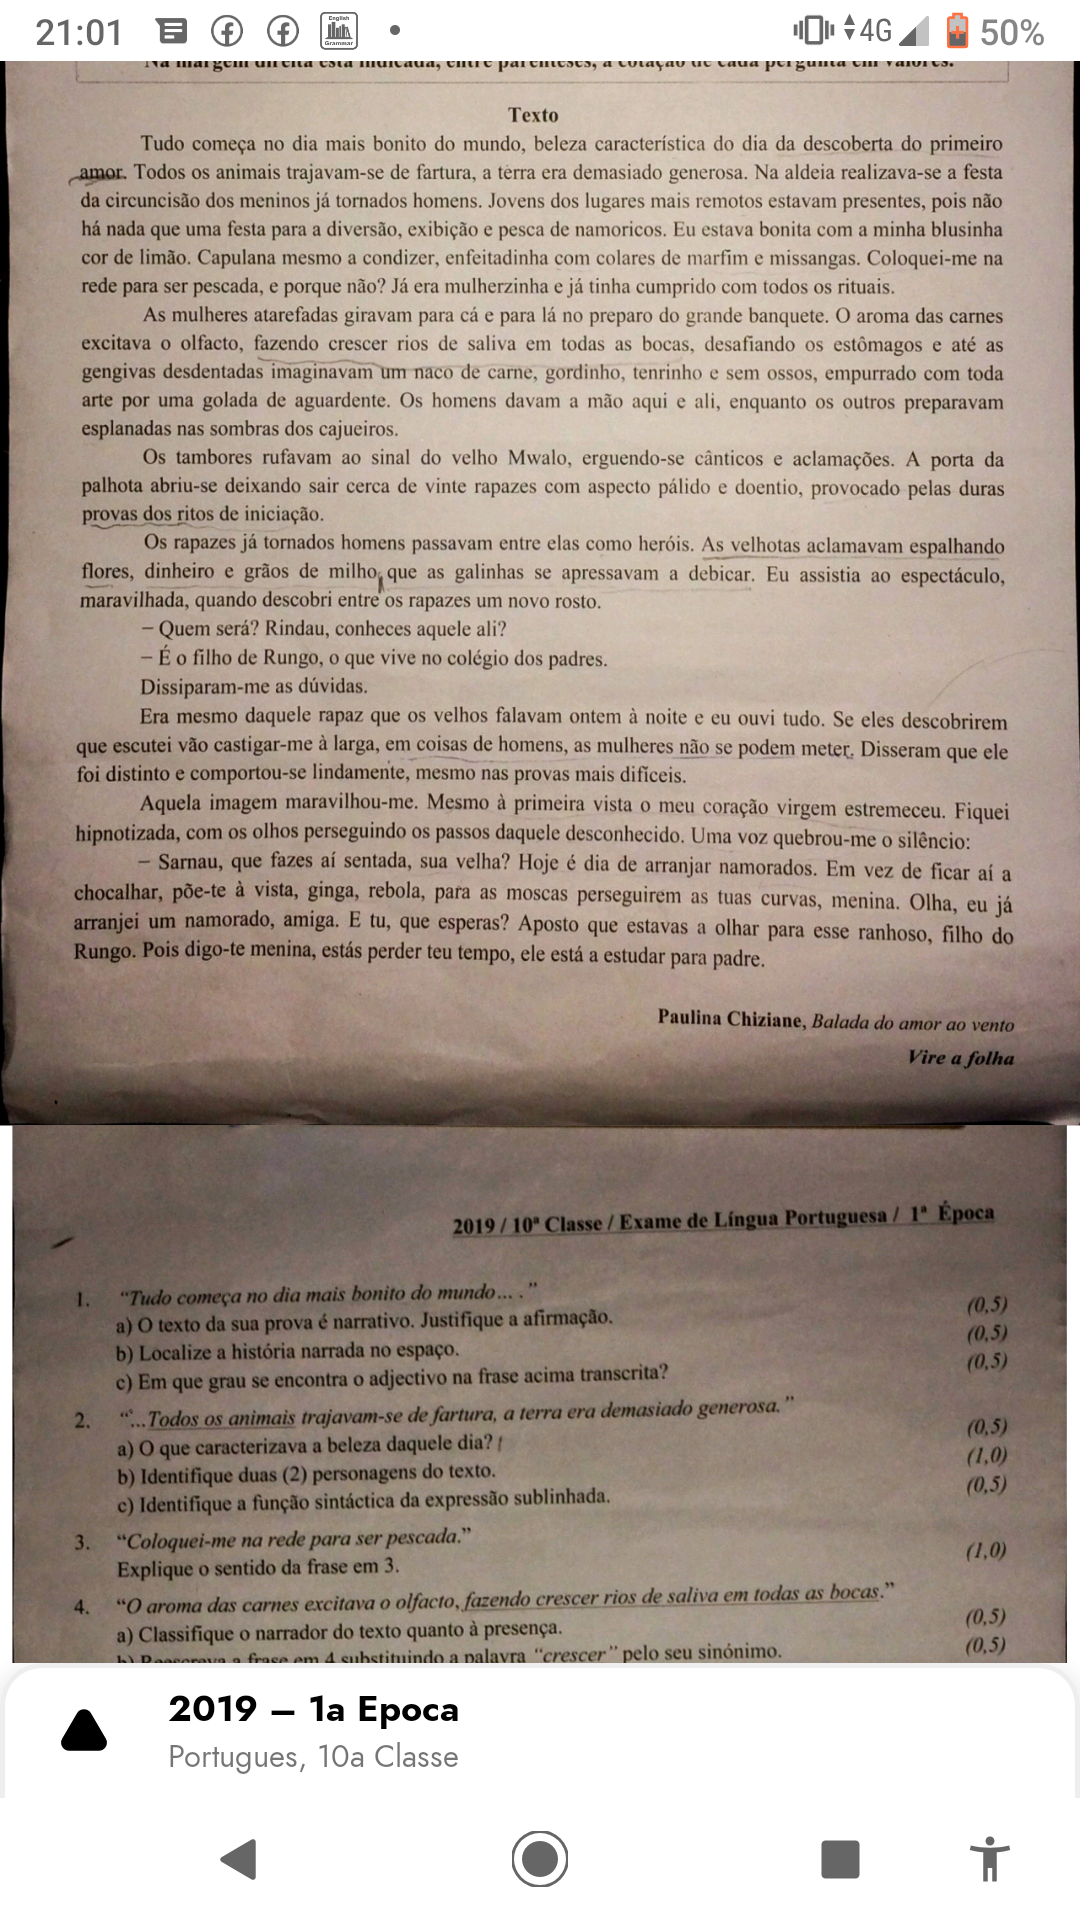 21:01
English
Grammar
4G
50%
Na margem direita está indicada, entre parênteses, a cotação de cada pergunta em valores.
Texto
Tudo começa no dia mais bonito do mundo, beleza característica do dia da descoberta do primeiro
amor. Todos os animais trajavam-se de fartura, a terra era demasiado generosa. Na aldeia realizava-se a festa
da circuncisão dos meninos já tornados homens. Jovens dos lugares mais remotos estavam presentes, pois não
há nada que uma festa para a diversão, exibição e pesca de namoricos. Eu estava bonita com a minha blusinha
cor de limão. Capulana mesmo a condizer, enfeitadinha com colares de marfim e missangas. Coloquei-me na
rede para ser pescada, e porque não? Já era mulherzinha e já tinha cumprido com todos os rituais.
As mulheres atarefadas giravam para cá e para lá no preparo do grande banquete. O aroma das carnes
excitava o olfacto, fazendo crescer rios de saliva em todas as bocas, desafiando os estômagos e até as
gengivas desdentadas imaginavam um naco de carne, gordinho, tenrinho e sem ossos, empurrado com toda
arte por uma golada de aguardente. Os homens davam a mão aqui e ali, enquanto os outros preparavam
esplanadas nas sombras dos cajueiros.
Os tambores rufavam ao sinal do velho Mwalo, erguendo-se cânticos e aclamações. A porta da
palhota abriu-se deixando sair cerca de vinte rapazes com aspecto pálido e doentio, provocado pelas duras
provas dos ritos de iniciação.
Os rapazes já tornados homens passavam entre elas como heróis. As velhotas aclamavam espalhando
flores, dinheiro e grãos de milho, que as galinhas se apressavam a debicar. Eu assistia ao espectáculo,
maravilhada, quando descobri entre os rapazes um novo rosto.
– Quem será? Rindau, conheces aquele ali?
– É o filho de Rungo, o que vive no colégio dos padres.
Dissiparam-me as dúvidas.
Era mesmo daquele rapaz que os velhos falavam ontem à noite e eu ouvi tudo. Se eles descobrirem
que escutei vão castigar-me à larga, em coisas de homens, as mulheres não se podem meter. Disseram que ele
foi distinto e comportou-se lindamente, mesmo nas provas mais difíceis.
Aquela imagem maravilhou-me. Mesmo à primeira vista o meu coração virgem estremeceu. Fiquei
hipnotizada, com os olhos perseguindo os passos daquele desconhecido. Uma voz quebrou-me o silêncio:
– Sarnau, que fazes aí sentada, sua velha? Hoje é dia de arranjar namorados. Em vez de ficar aí a
chocalhar, põe-te à vista, ginga, rebola, para as moscas perseguirem as tuas curvas, menina. Olha, eu já
arranjei um namorado, amiga. E tu, que esperas? Aposto que estavas a olhar para esse ranhoso, filho do
Rungo. Pois digo-te menina, estás perder teu tempo, ele está a estudar para padre.
Paulina Chiziane, Balada do amor ao vento
Vire a folha
2019 / 10ª Classe / Exame de Língua Portuguesa / 1ª Época
1. “Tudo começa no dia mais bonito do mundo... .”
a) O texto da sua prova é narrativo. Justifique a afirmação. (0,5)
b) Localize a história narrada no espaço. (0,5)
c) Em que grau se encontra o adjectivo na frase acima transcrita? (0,5)
2. “...Todos os animais trajavam-se de fartura, a terra era demasiado generosa.”
a) O que caracterizava a beleza daquele dia? (0,5)
b) Identifique duas (2) personagens do texto. (1,0)
c) Identifique a função sintáctica da expressão sublinhada. (0,5)
3. “Coloquei-me na rede para ser pescada.”
Explique o sentido da frase em 3. (1,0)
4. “O aroma das carnes excitava o olfacto, fazendo crescer rios de saliva em todas as bocas.”
a) Classifique o narrador do texto quanto à presença. (0,5)
b) Reescreva a frase em 4 substituindo a palavra “crescer” pelo seu sinónimo. (0,5)
2019 – 1a Epoca
Portugues, 10a Classe